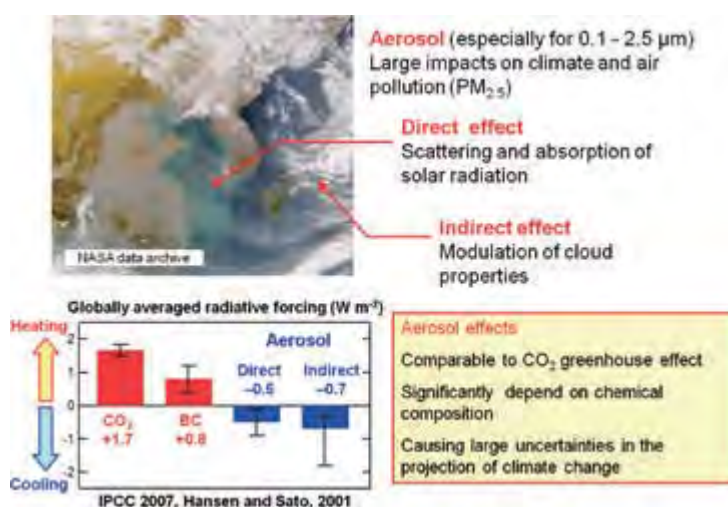 Aerosol (especially for 0.1 - 2.5 µm)
Large impacts on climate and air
pollution (PM2.5)
Direct effect
Scattering and absorption of
solar radiation
Indirect effect
Modulation of cloud
properties
NASA data archive
Globally averaged radiative forcing (W m-2)
Heating
Cooling
2
1
0
-1
-2
Aerosol
Direct
-0.5
Indirect
-0.7
CO2
+1.7
BC
+0.8
IPCC 2007, Hansen and Sato, 2001
Aerosol effects
Comparable to CO2 greenhouse effect
Significantly depend on chemical
composition
Causing large uncertainties in the
projection of climate change